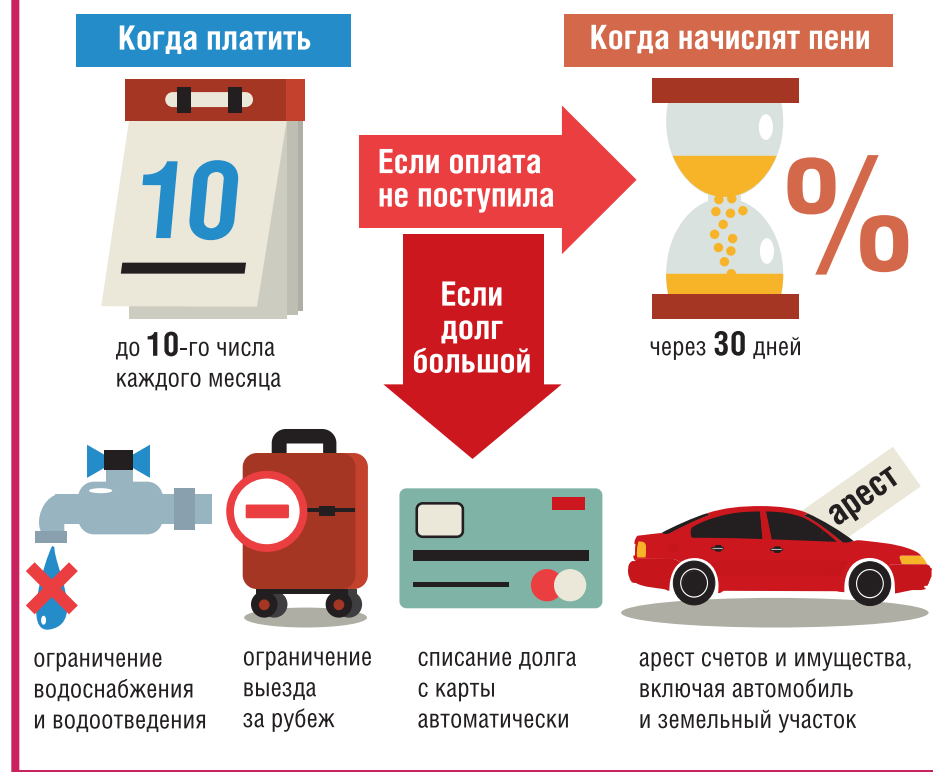 Когда платить
Когда начислят пени
10
Если оплата
не поступила
%
до 10-го числа
каждого месяца
Если
долг
большой
через 30 дней
арест
ограничение
водоснабжения
и водоотведения
ограничение
выезда
за рубеж
списание долга
с карты
автоматически
арест счетов и имущества,
включая автомобиль
и земельный участок